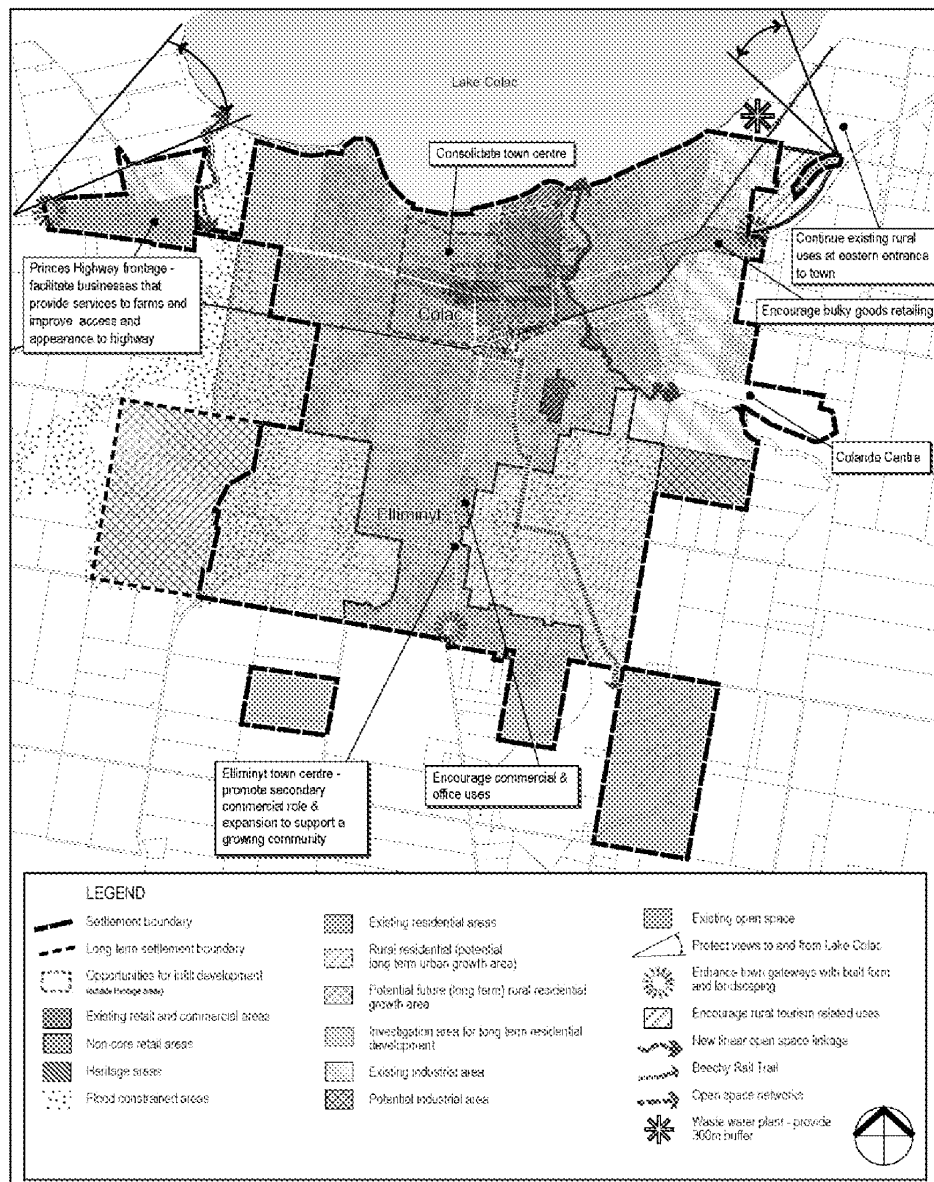 Lake Colac
Consolidate town centre
Princes Highway frontage -
facilitate businesses that
provide services to farms and
improve access and
appearance to highway
Continue existing rural
uses at eastern entrance
to town
Encourage bulky goods retailing
Colac
Colanda Centre
Elliminyt
Elliminyt town centre -
promote secondary
commercial role &
expansion to support a
growing community
Encourage commercial &
office uses
LEGEND
Settlement boundary
Long term settlement boundary
Opportunities for infill development
(outside heritage areas)
Existing retail and commercial areas
Non-core retail areas
Heritage areas
Flood constrained areas
Existing residential areas
Rural residential (potential
long term urban growth area)
Potential future (long term) rural residential
growth area
Investigation area for long term residential
development
Existing industrial area
Potential industrial area
Existing open space
Protect views to and from Lake Colac
Enhance town gateways with built form
and landscaping
Encourage rural tourism related uses
New linear open space linkage
Beechy Rail Trail
Open space networks
Waste water plant - provide
300m buffer